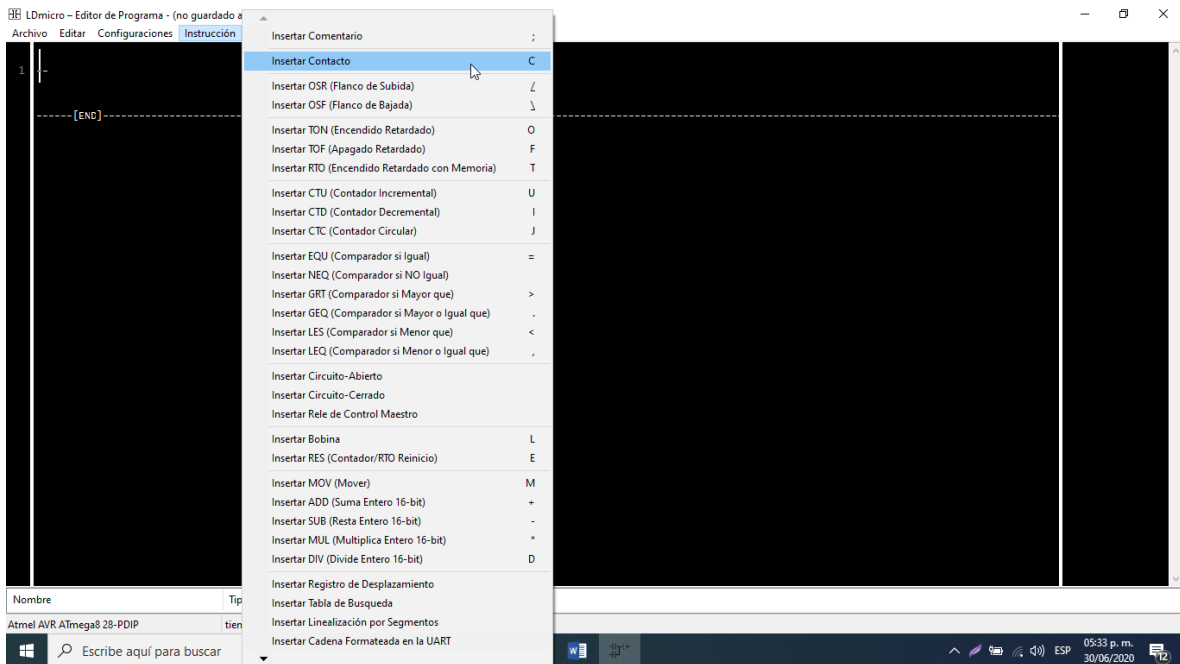 LDmicro – Editor de Programa - (no guardado a
Archivo Editar Configuraciones Instrucción
Insertar Comentario ;
Insertar Contacto C
1
Insertar OSR (Flanco de Subida) /
Insertar OSF (Flanco de Bajada) \
------[END]------
Insertar TON (Encendido Retardado) O
Insertar TOF (Apagado Retardado) F
Insertar RTO (Encendido Retardado con Memoria) T
Insertar CTU (Contador Incremental) U
Insertar CTD (Contador Decremental) I
Insertar CTC (Contador Circular) J
Insertar EQU (Comparador si Igual) =
Insertar NEQ (Comparador si NO Igual)
Insertar GRT (Comparador si Mayor que) >
Insertar GEQ (Comparador si Mayor o Igual que) .
Insertar LES (Comparador si Menor que) <
Insertar LEQ (Comparador si Menor o Igual que) ,
Insertar Circuito-Abierto
Insertar Circuito-Cerrado
Insertar Rele de Control Maestro
Insertar Bobina L
Insertar RES (Contador/RTO Reinicio) E
Insertar MOV (Mover) M
Insertar ADD (Suma Entero 16-bit) +
Insertar SUB (Resta Entero 16-bit) -
Insertar MUL (Multiplica Entero 16-bit) *
Insertar DIV (Divide Entero 16-bit) D
Insertar Registro de Desplazamiento
Insertar Tabla de Busqueda
Insertar Linealización por Segmentos
Insertar Cadena Formateada en la UART
Nombre Tip
Atmel AVR ATmega8 28-PDIP tien
Escribe aquí para buscar
ESP
05:33 p. m.
30/06/2020
12